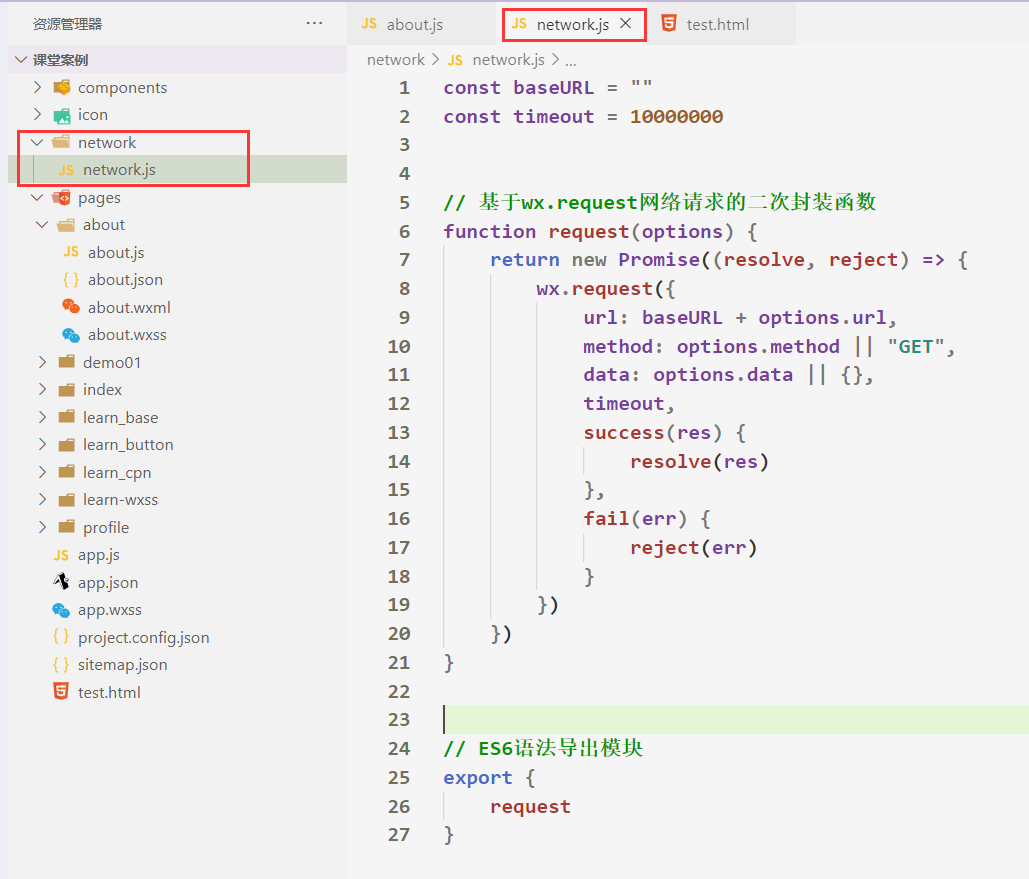 资源管理器 ···
课堂案例
components
icon
network
JS network.js
pages
about
JS about.js
{ } about.json
about.wxml
about.wxss
demo01
index
learn_base
learn_button
learn_cpn
learn-wxss
profile
JS app.js
app.json
app.wxss
{ } project.config.json
{ } sitemap.json
5 test.html
JS about.js
JS network.js ×
5 test.html
network > JS network.js > ...
1 const baseURL = ""
2 const timeout = 10000000
3
4
5 // 基于wx.request网络请求的二次封装函数
6 function request(options) {
7 return new Promise((resolve, reject) => {
8 wx.request({
9 url: baseURL + options.url,
10 method: options.method || "GET",
11 data: options.data || {},
12 timeout,
13 success(res) {
14 resolve(res)
15 },
16 fail(err) {
17 reject(err)
18 }
19 })
20 })
21 }
22
23
24 // ES6语法导出模块
25 export {
26 request
27 }